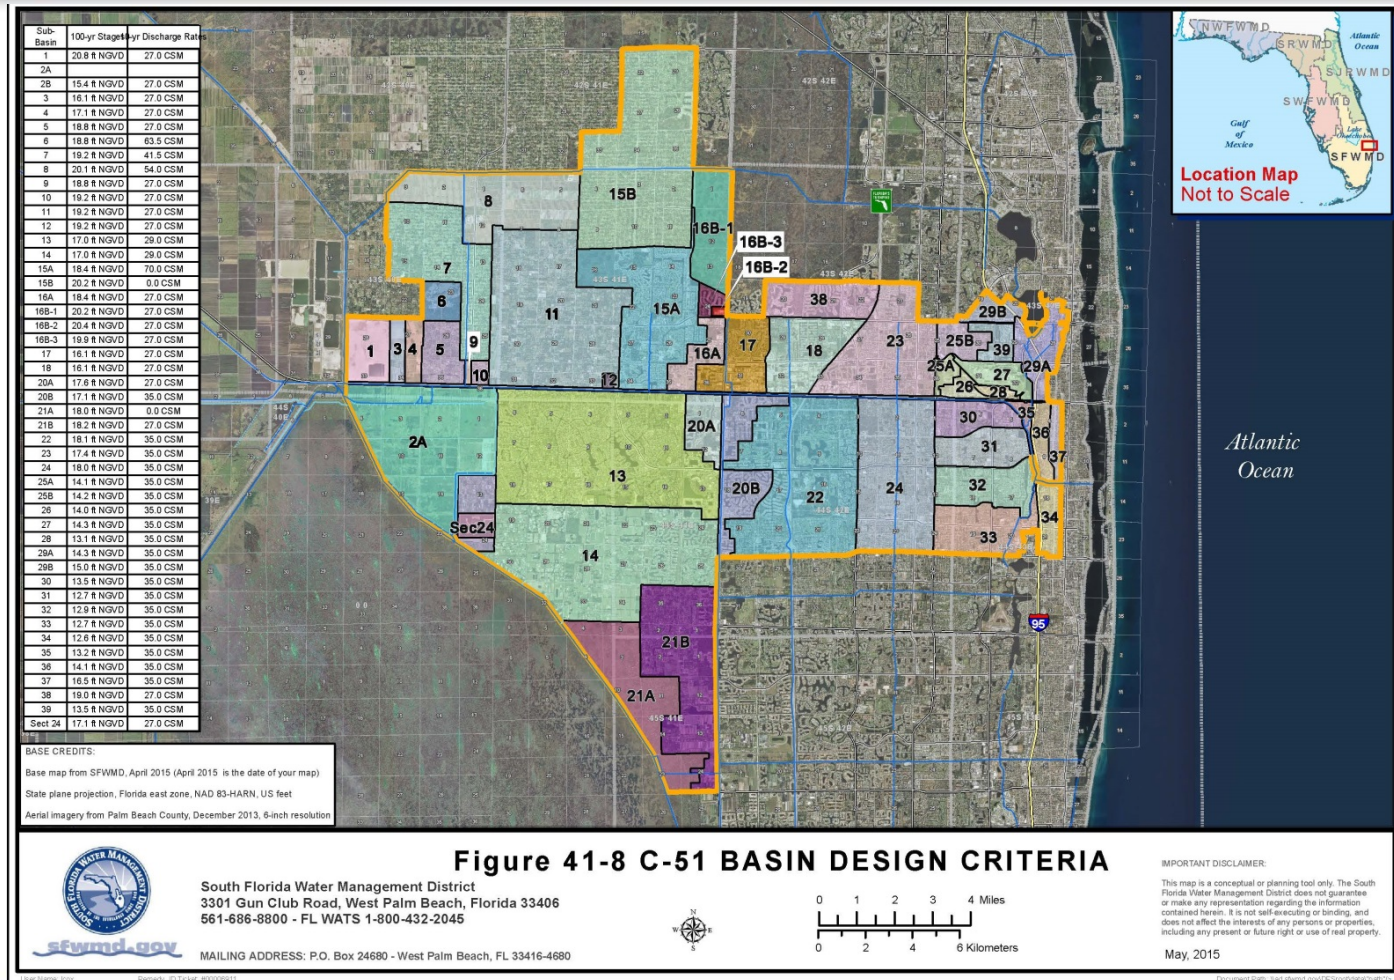 Sub-Basin 100-yr Stages 10-yr Discharge Rates
1 20.8 ft NGVD 27.0 CSM
2A
2B 15.4 ft NGVD 27.0 CSM
3 16.1 ft NGVD 27.0 CSM
4 17.1 ft NGVD 27.0 CSM
5 18.8 ft NGVD 27.0 CSM
6 18.8 ft NGVD 63.5 CSM
7 19.2 ft NGVD 41.5 CSM
8 20.1 ft NGVD 54.0 CSM
9 18.8 ft NGVD 27.0 CSM
10 19.2 ft NGVD 27.0 CSM
11 19.2 ft NGVD 27.0 CSM
12 19.2 ft NGVD 27.0 CSM
13 17.0 ft NGVD 29.0 CSM
14 17.0 ft NGVD 29.0 CSM
15A 18.4 ft NGVD 70.0 CSM
15B 20.2 ft NGVD 0.0 CSM
16A 18.4 ft NGVD 27.0 CSM
16B-1 20.2 ft NGVD 27.0 CSM
16B-2 20.4 ft NGVD 27.0 CSM
16B-3 19.9 ft NGVD 27.0 CSM
17 16.1 ft NGVD 27.0 CSM
18 16.1 ft NGVD 27.0 CSM
20A 17.6 ft NGVD 27.0 CSM
20B 17.1 ft NGVD 35.0 CSM
21A 18.0 ft NGVD 0.0 CSM
21B 18.2 ft NGVD 27.0 CSM
22 18.1 ft NGVD 35.0 CSM
23 17.4 ft NGVD 35.0 CSM
24 18.0 ft NGVD 35.0 CSM
25A 14.1 ft NGVD 35.0 CSM
25B 14.2 ft NGVD 35.0 CSM
26 14.0 ft NGVD 35.0 CSM
27 14.3 ft NGVD 35.0 CSM
28 13.1 ft NGVD 35.0 CSM
29A 14.3 ft NGVD 35.0 CSM
29B 15.0 ft NGVD 35.0 CSM
30 13.5 ft NGVD 35.0 CSM
31 12.7 ft NGVD 35.0 CSM
32 12.9 ft NGVD 35.0 CSM
33 12.7 ft NGVD 35.0 CSM
34 12.6 ft NGVD 35.0 CSM
35 13.2 ft NGVD 35.0 CSM
36 14.1 ft NGVD 35.0 CSM
37 16.5 ft NGVD 35.0 CSM
38 19.0 ft NGVD 27.0 CSM
39 13.5 ft NGVD 35.0 CSM
Sect 24 17.1 ft NGVD 27.0 CSM
BASE CREDITS:
Base map from SFWMD, April 2015 (April 2015 is the date of your map)
State plane projection, Florida east zone, NAD 83-HARN, US feet
Aerial imagery from Palm Beach County, December 2013, 6-inch resolution
42S 41E
42S 42E
8
15B
16B-1
16B-3
16B-2
7
6
43S 41E
43S 42E
11
15A
38
29B
1
3
4
5
9
10
12
16A
17
18
23
25B
39
25A
27
29A
26
28
44S 40E
2A
13
20A
20B
22
24
30
35
36
31
37
32
34
33
39E
Sec24
14
44S 42E
21B
21A
45S 41E
45S 42E
45S 43E
95
Atlantic
Ocean
NWFWMD
SRWMD
SJRWMD
SWFWMD
SFWMD
Atlantic
Ocean
Gulf
of
Mexico
Lake
Okeechobee
Location Map
Not to Scale
Figure 41-8 C-51 BASIN DESIGN CRITERIA
SOUTH FLORIDA WATER MANAGEMENT DISTRICT
sfwmd.gov
South Florida Water Management District
3301 Gun Club Road, West Palm Beach, Florida 33406
561-686-8800 - FL WATS 1-800-432-2045
MAILING ADDRESS: P.O. Box 24680 - West Palm Beach, FL 33416-4680
N
W E
S
0 1 2 3 4 Miles
0 2 4 6 Kilometers
IMPORTANT DISCLAIMER:
This map is a conceptual or planning tool only. The South
Florida Water Management District does not guarantee
or make any representation regarding the information
contained herein. It is not self-executing or binding, and
does not affect the interests of any persons or properties,
including any present or future right or use of real property.
May, 2015